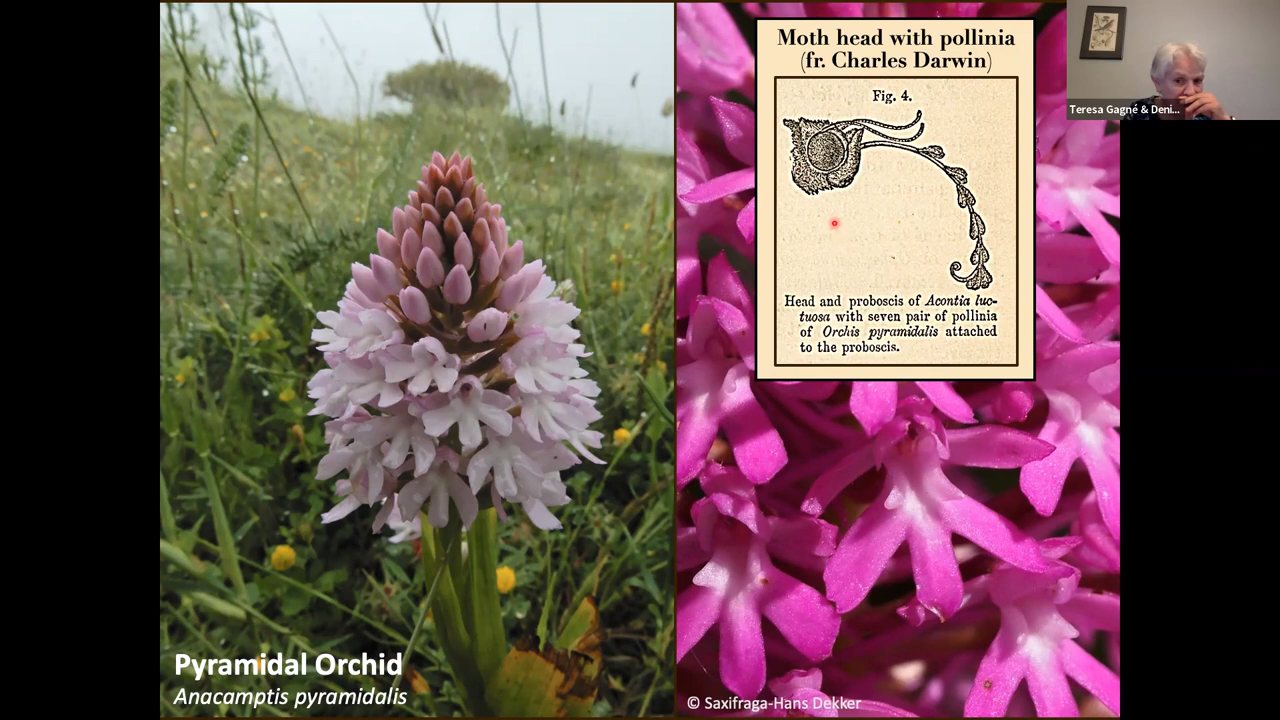 Moth head with pollinia
(fr. Charles Darwin)
Fig. 4.
Head and proboscis of Acontia luc-
tuosa with seven pair of pollinia
of Orchis pyramidalis attached
to the proboscis.
Teresa Gagné & Deni...
Pyramidal Orchid
Anacamptis pyramidalis
© Saxifraga-Hans Dekker